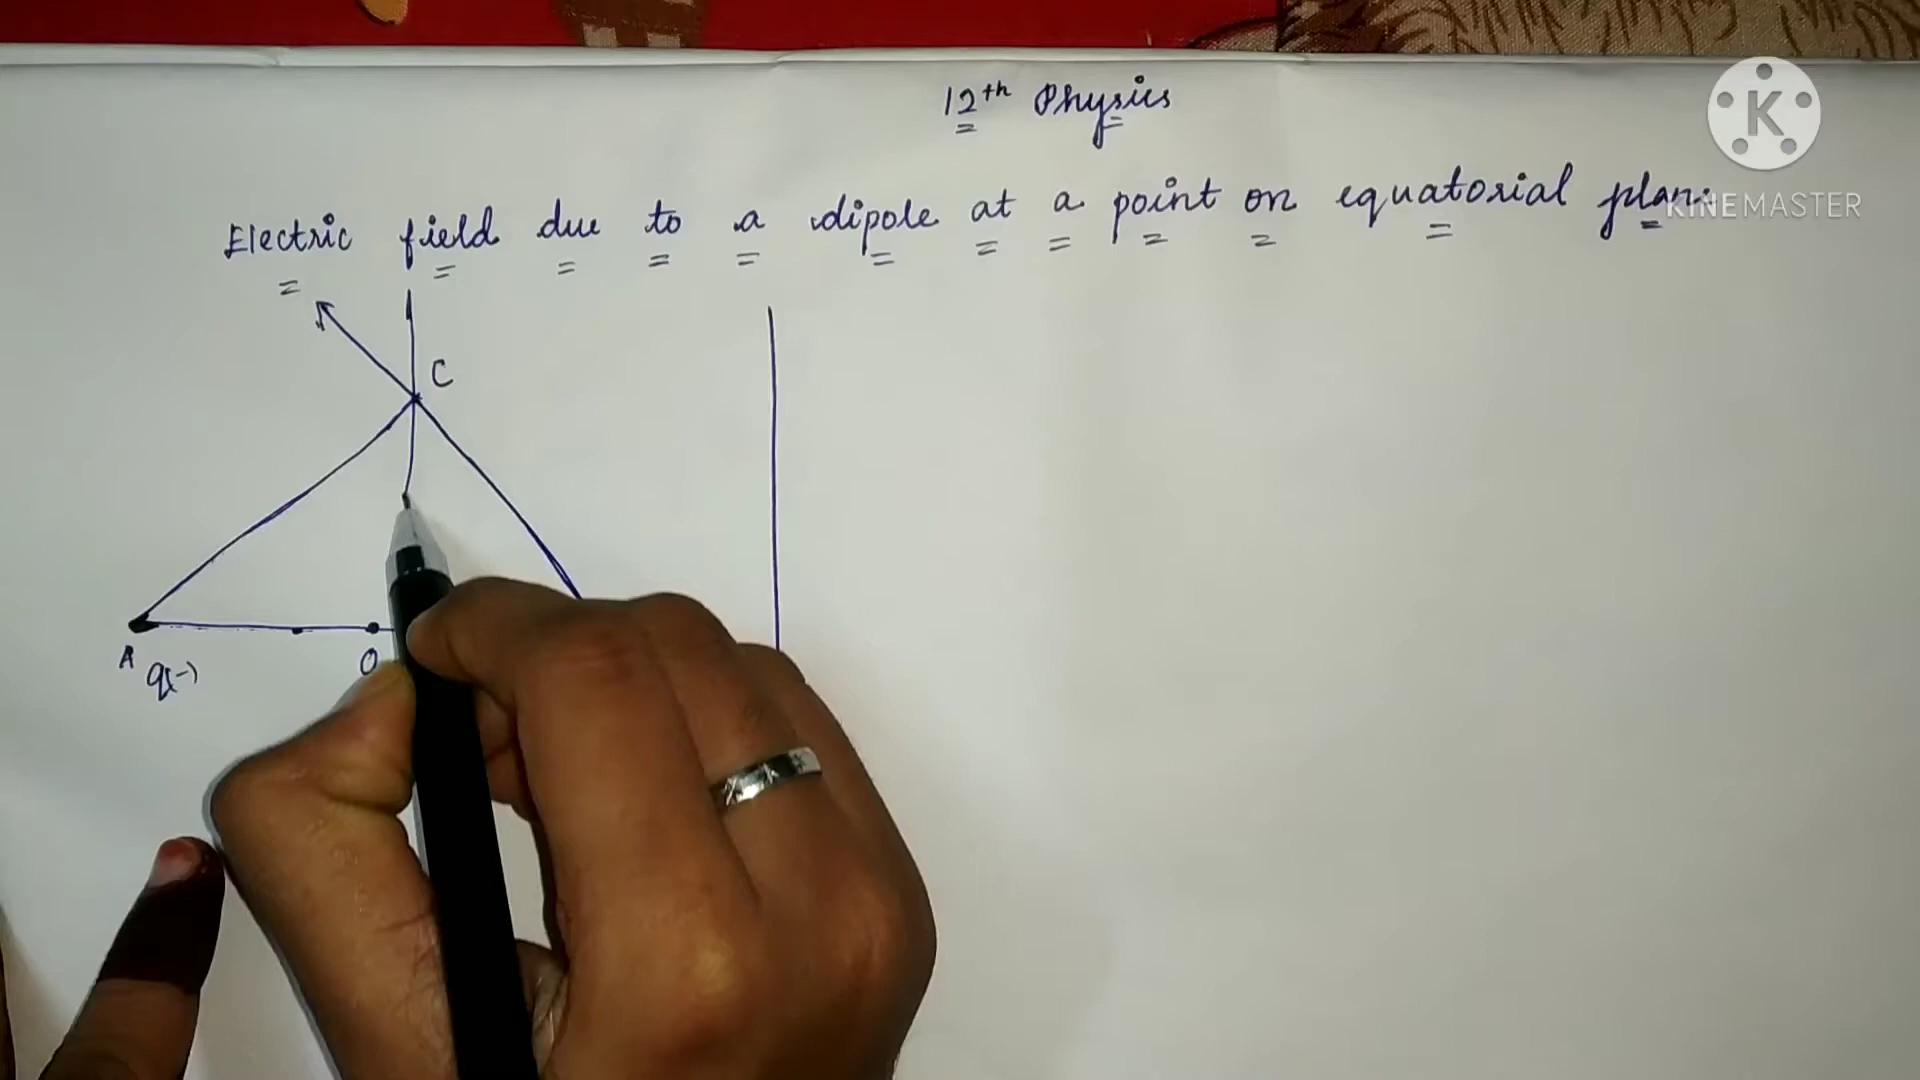 12th Physics
Electric field due to a dipole at a point on equatorial plane
K
KINEMASTER
C
A
O
q(-)